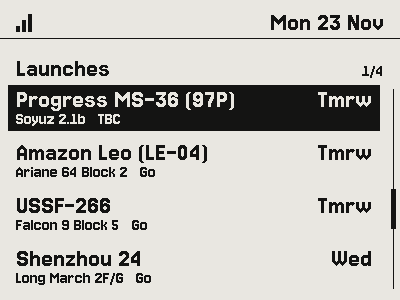 Mon 23 Nov
Launches 1/4
Progress MS-36 (97P) Tmrw
Soyuz 2.1b TBC
Amazon Leo (LE-04) Tmrw
Ariane 64 Block 2 Go
USSF-266 Tmrw
Falcon 9 Block 5 Go
Shenzhou 24 Wed
Long March 2F/G Go